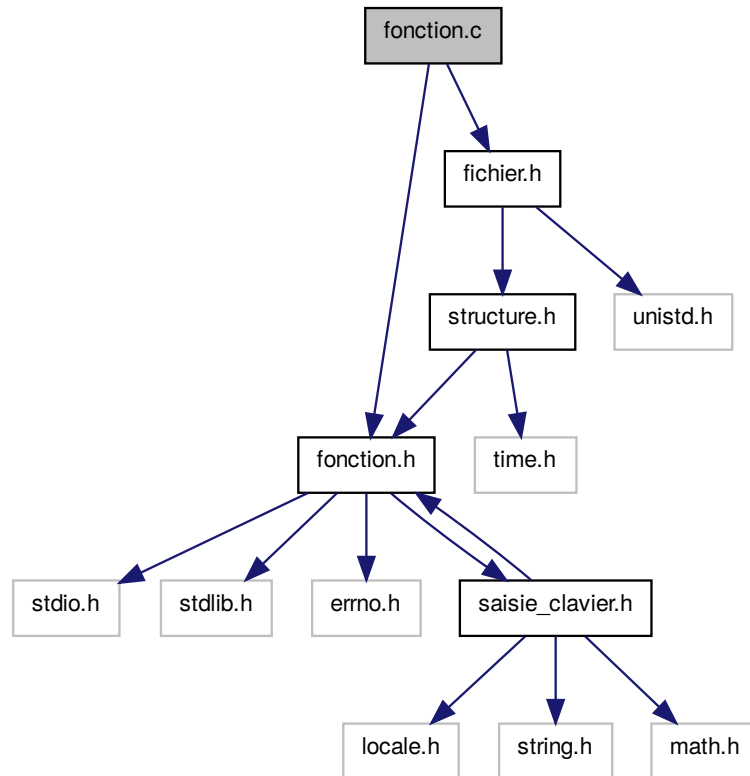 fonction.c
fichier.h
structure.h
unistd.h
fonction.h
time.h
stdio.h
stdlib.h
errno.h
saisie_clavier.h
locale.h
string.h
math.h